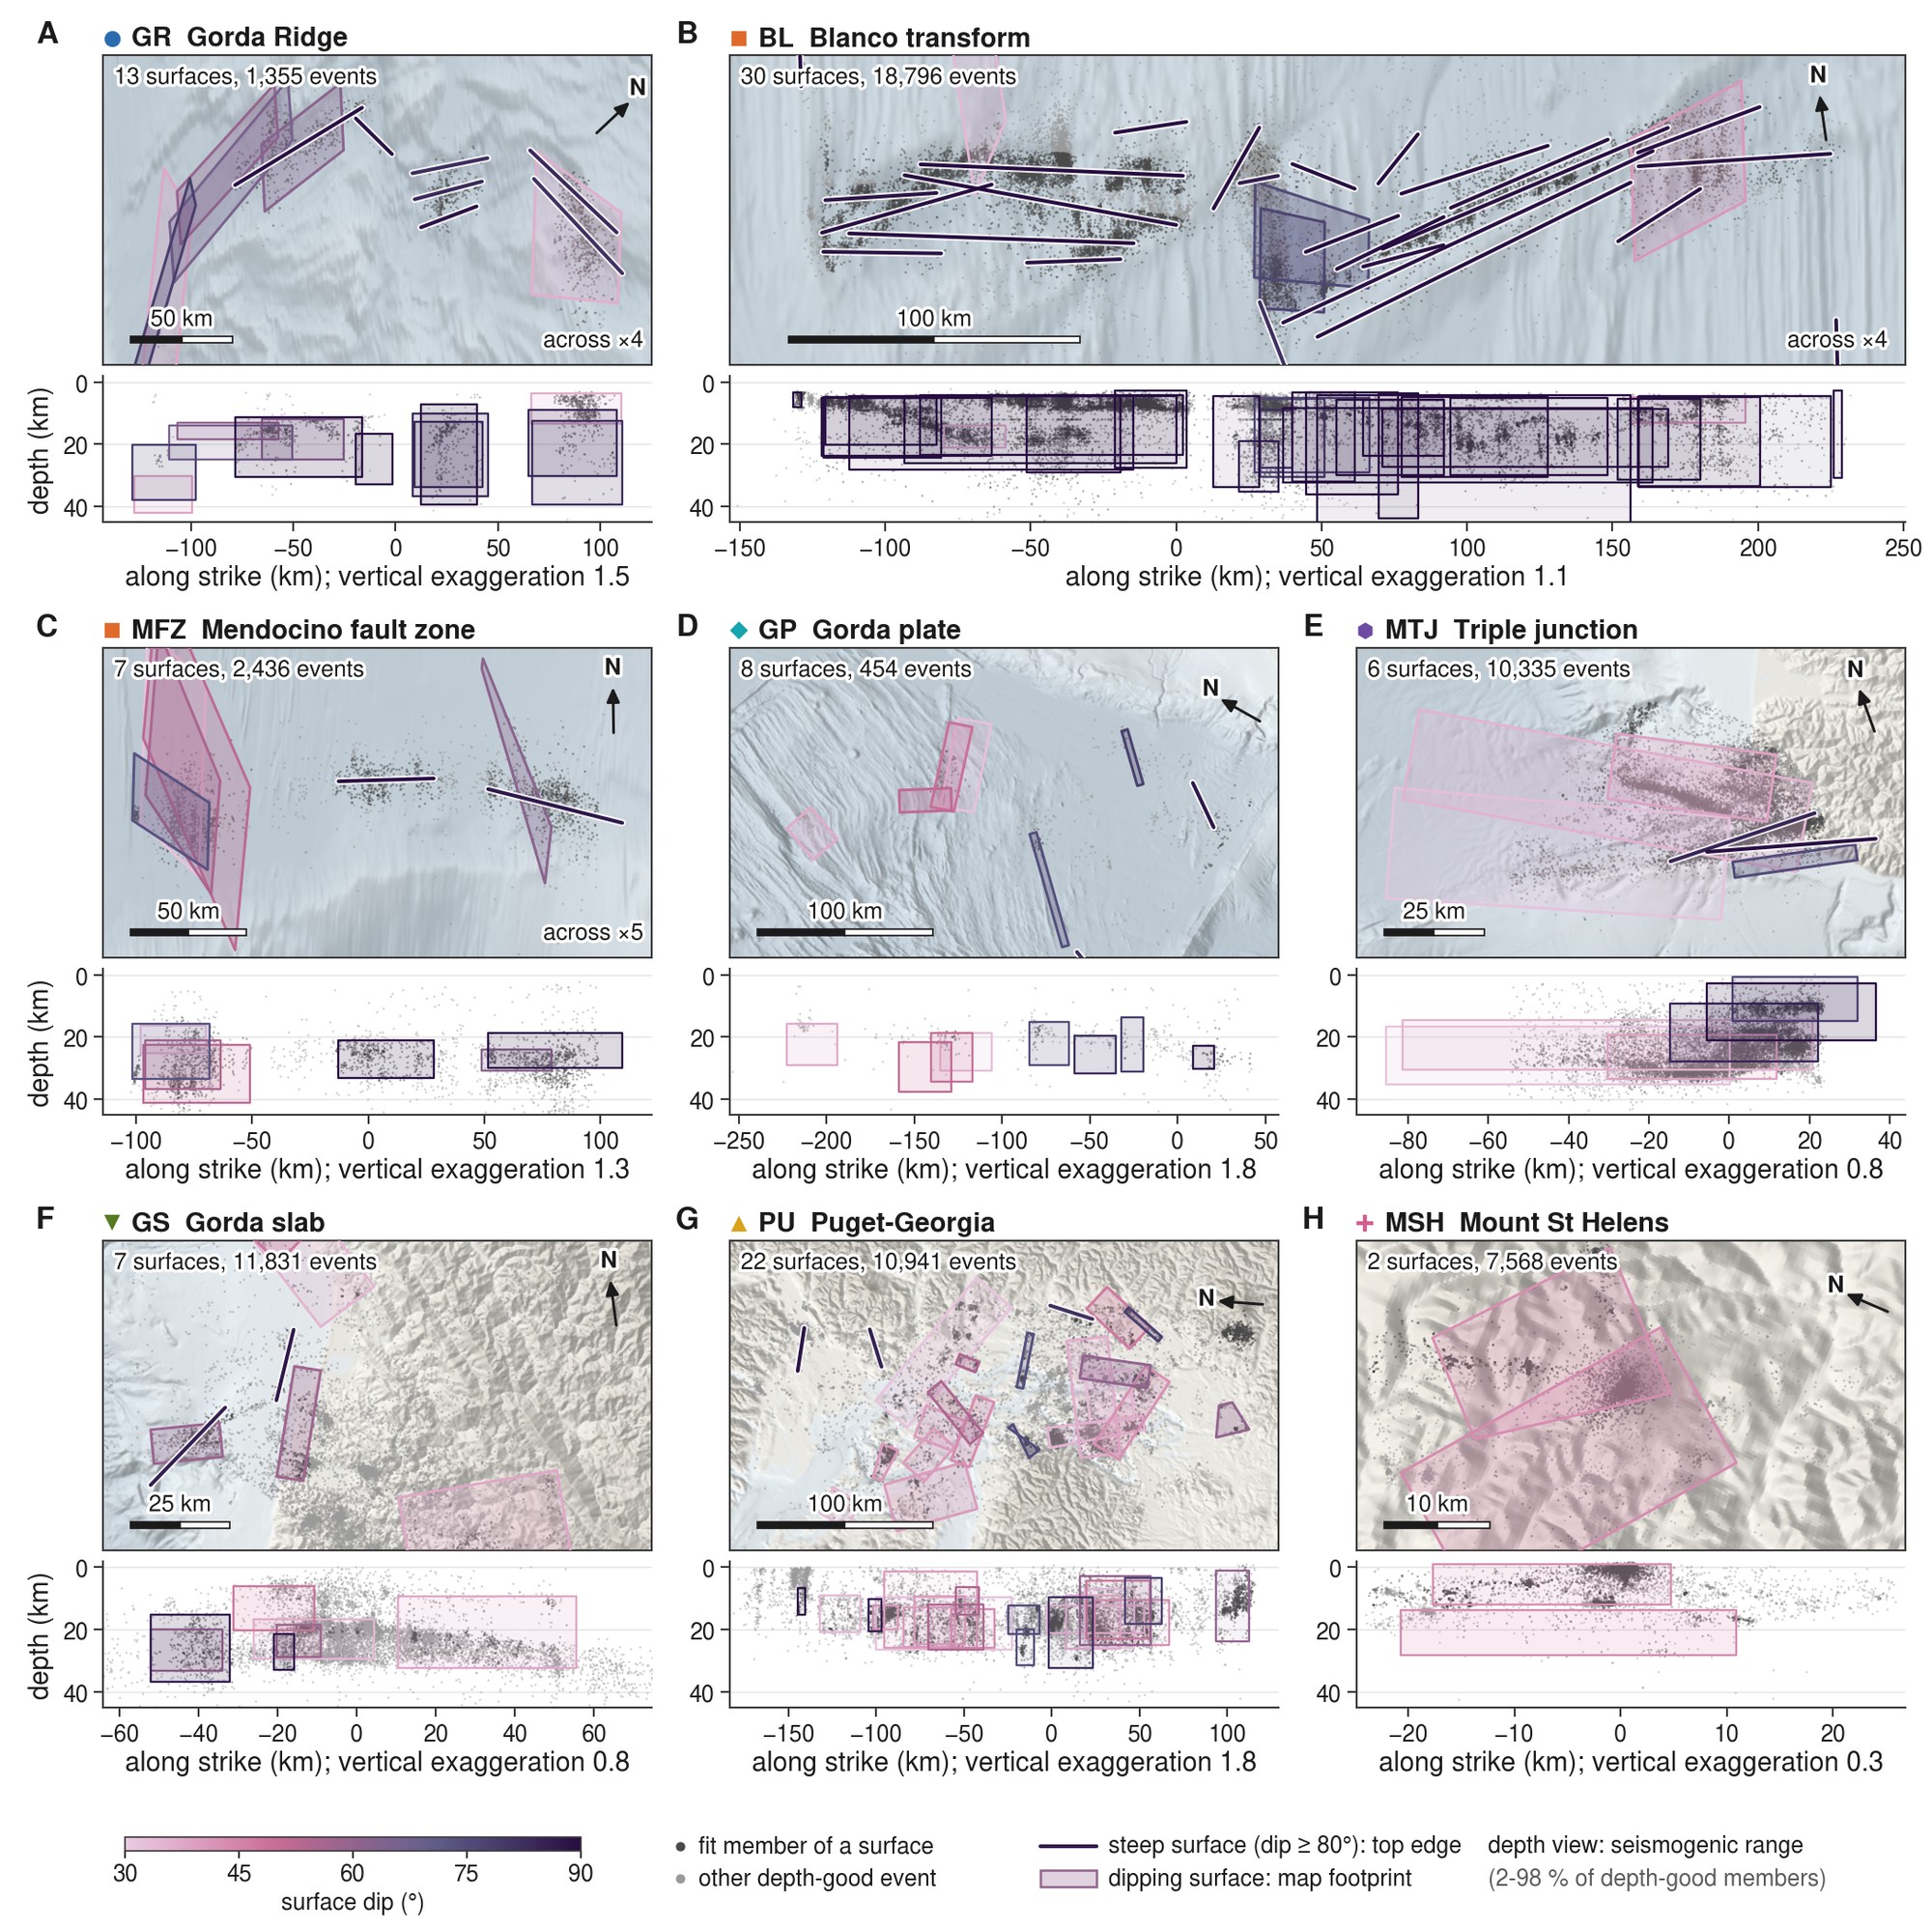 A GR Gorda Ridge
13 surfaces, 1,355 events
N
50 km
across ×4
0
20
40
depth (km)
−100 −50 0 50 100
along strike (km); vertical exaggeration 1.5
B BL Blanco transform
30 surfaces, 18,796 events
N
100 km
across ×4
0
20
40
−150 −100 −50 0 50 100 150 200 250
along strike (km); vertical exaggeration 1.1
C MFZ Mendocino fault zone
7 surfaces, 2,436 events
N
50 km
across ×5
0
20
40
depth (km)
−100 −50 0 50 100
along strike (km); vertical exaggeration 1.3
D GP Gorda plate
8 surfaces, 454 events
N
100 km
0
20
40
−250 −200 −150 −100 −50 0 50
along strike (km); vertical exaggeration 1.8
E MTJ Triple junction
6 surfaces, 10,335 events
N
25 km
0
20
40
−80 −60 −40 −20 0 20 40
along strike (km); vertical exaggeration 0.8
F GS Gorda slab
7 surfaces, 11,831 events
N
25 km
0
20
40
depth (km)
−60 −40 −20 0 20 40 60
along strike (km); vertical exaggeration 0.8
G PU Puget-Georgia
22 surfaces, 10,941 events
N
100 km
0
20
40
−150 −100 −50 0 50 100
along strike (km); vertical exaggeration 1.8
H MSH Mount St Helens
2 surfaces, 7,568 events
N
10 km
0
20
40
−20 −10 0 10 20
along strike (km); vertical exaggeration 0.3
30 45 60 75 90
surface dip (°)
fit member of a surface
other depth-good event
steep surface (dip ≥ 80°): top edge
dipping surface: map footprint
depth view: seismogenic range
(2-98 % of depth-good members)